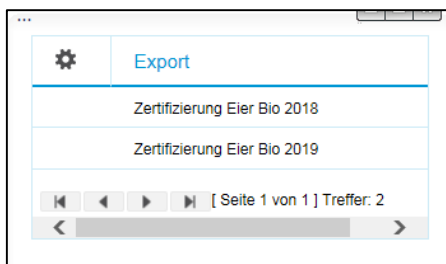 ...
Export
Zertifizierung Eier Bio 2018
Zertifizierung Eier Bio 2019
[ Seite 1 von 1 ] Treffer: 2